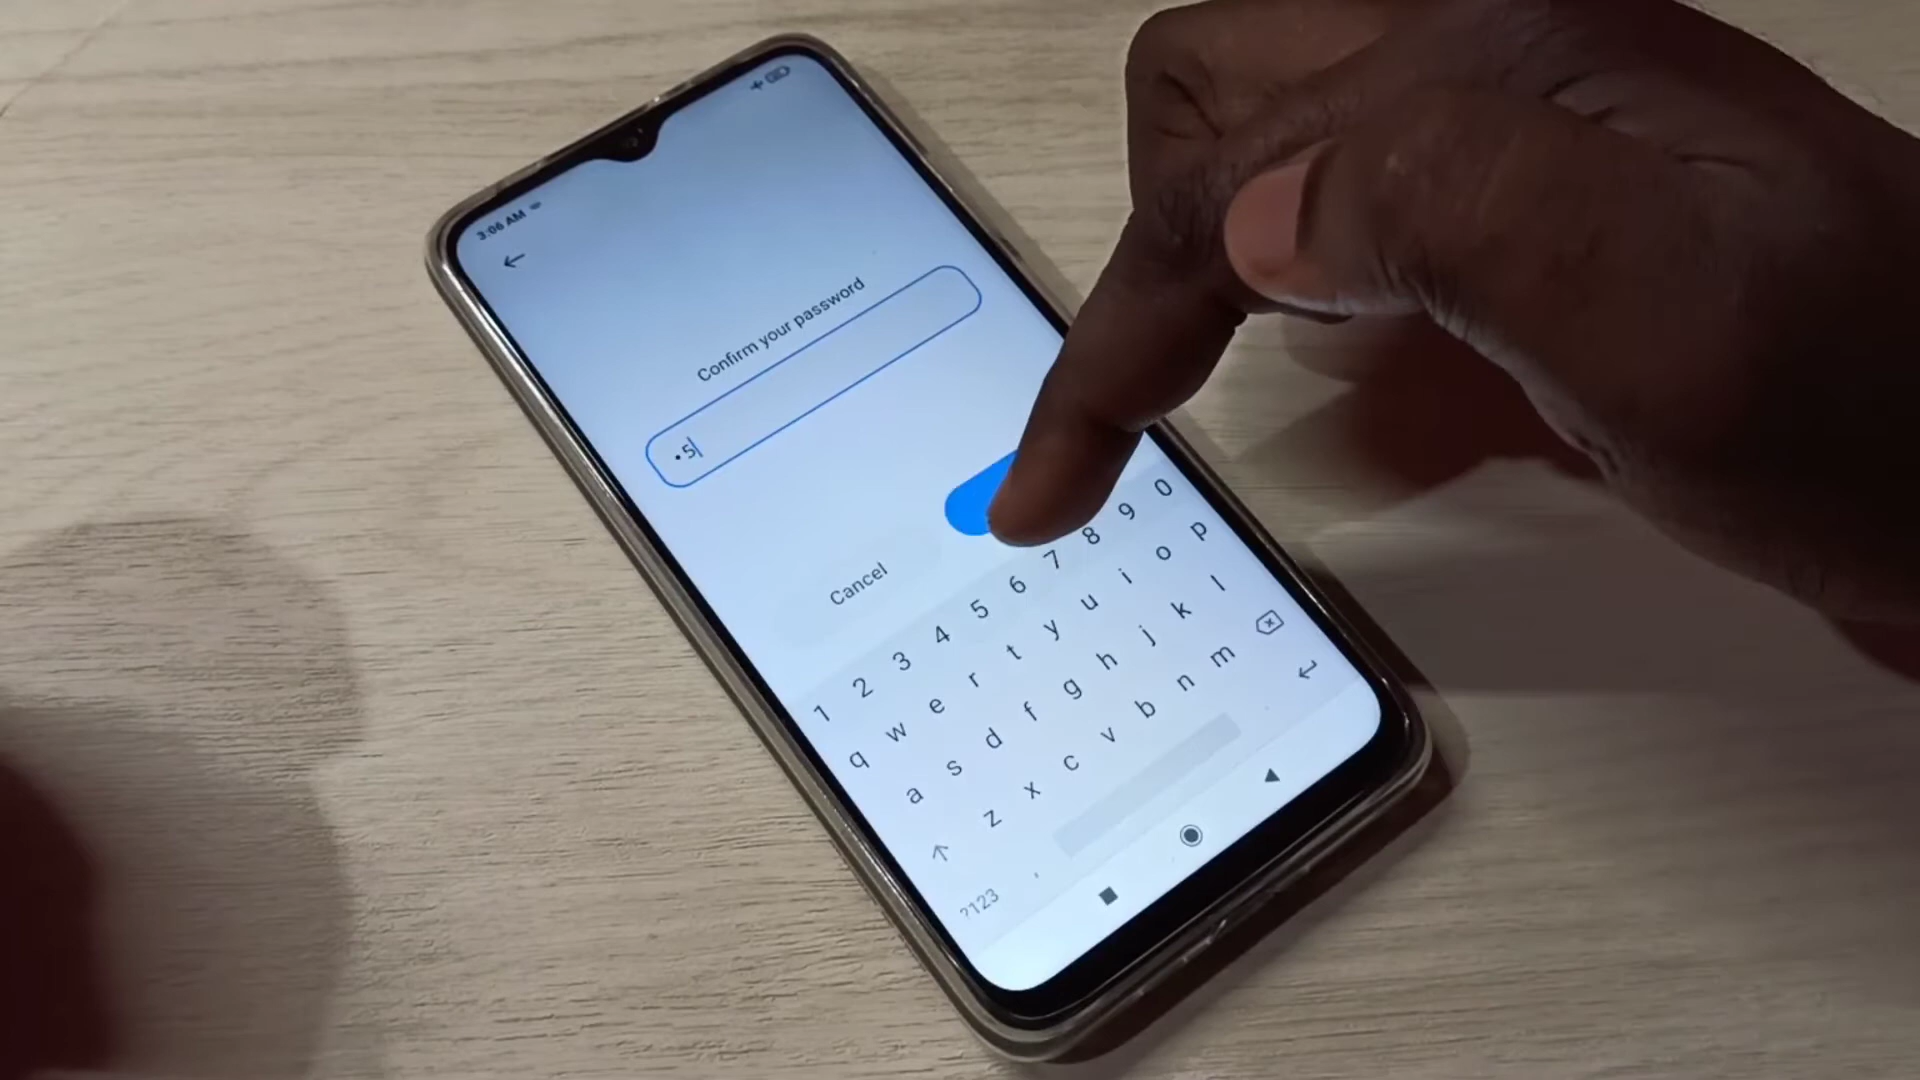 3:06 AM
Confirm your password
•5
Cancel
1 2 3 4 5 6 7 8 9 0
q w e r t y u i o p
a s d f g h j k l
z x c v b n m
?123 ,